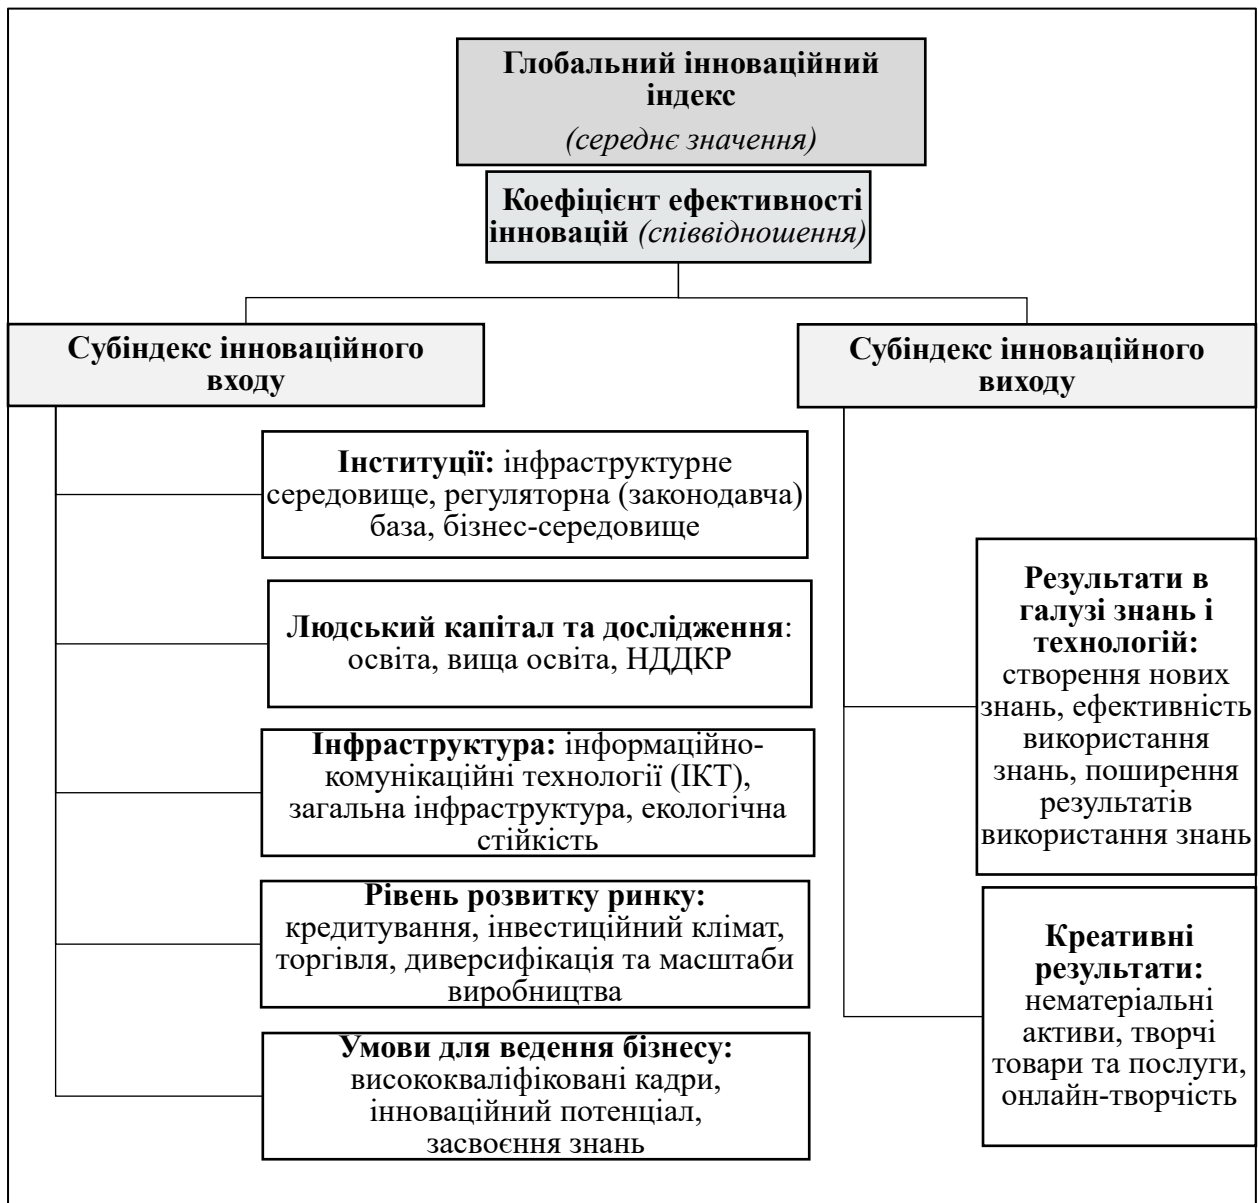 Глобальний інноваційний
індекс
(середнє значення)
Коефіцієнт ефективності
інновацій (співвідношення)
Субіндекс інноваційного
входу
Інституції: інфраструктурне
середовище, регуляторна (законодавча)
база, бізнес-середовище
Людський капітал та дослідження:
освіта, вища освіта, НДДКР
Інфраструктура: інформаційно-
комунікаційні технології (ІКТ),
загальна інфраструктура, екологічна
стійкість
Рівень розвитку ринку:
кредитування, інвестиційний клімат,
торгівля, диверсифікація та масштаби
виробництва
Умови для ведення бізнесу:
висококваліфіковані кадри,
інноваційний потенціал,
засвоєння знань
Субіндекс інноваційного
виходу
Результати в
галузі знань і
технологій:
створення нових
знань, ефективність
використання
знань, поширення
результатів
використання знань
Креативні
результати:
нематеріальні
активи, творчі
товари та послуги,
онлайн-творчість